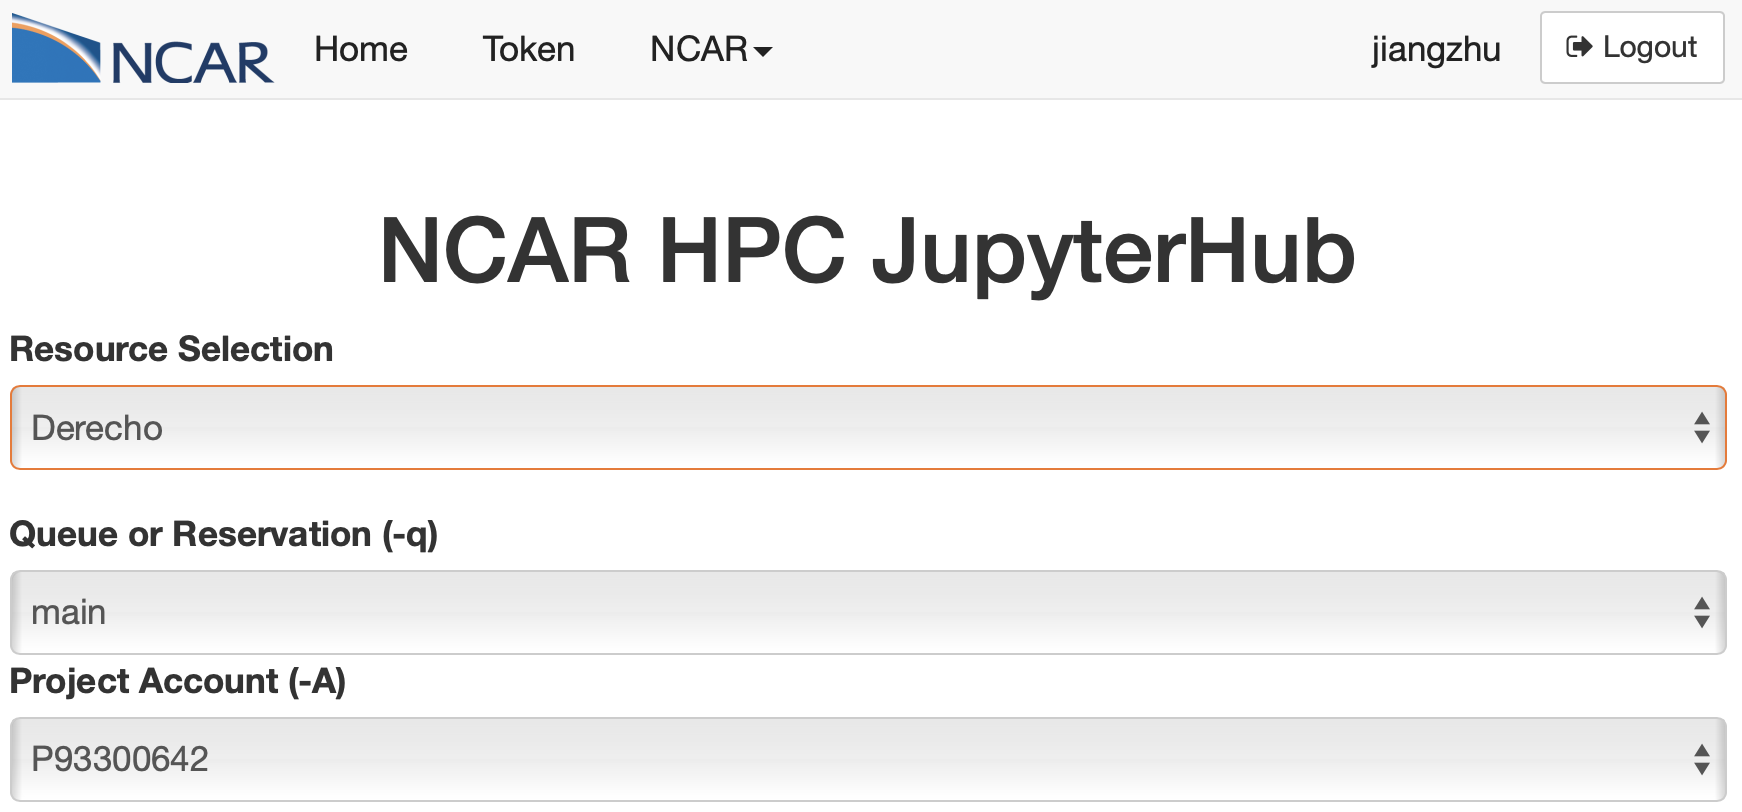 NCAR Home Token NCAR jiangzhu Logout
NCAR HPC JupyterHub
Resource Selection
Derecho
Queue or Reservation (-q)
main
Project Account (-A)
P93300642